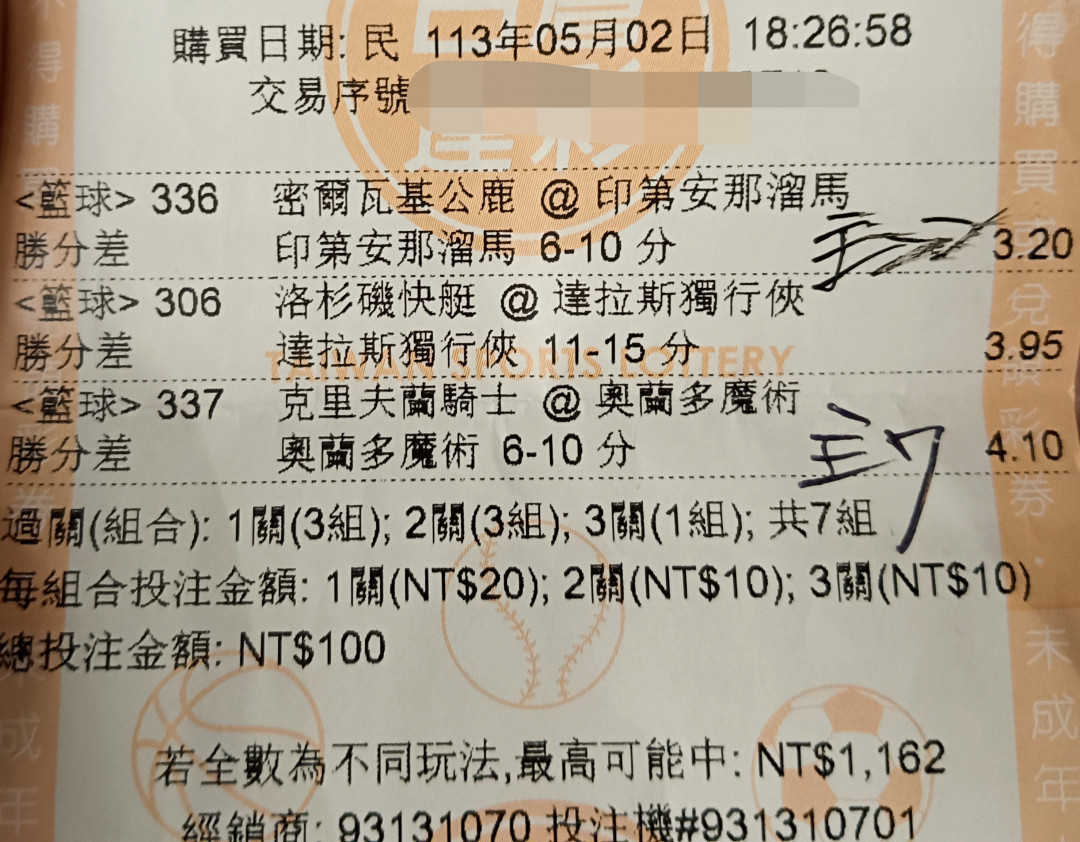 購買日期: 民 113年05月02日 18:26:58
交易序號
<籃球> 336 密爾瓦基公鹿 @ 印第安那溜馬
勝分差 印第安那溜馬 6-10 分 3.20
<籃球> 306 洛杉磯快艇 @ 達拉斯獨行俠
勝分差 達拉斯獨行俠 11-15 分 3.95
TAIWAN SPORTS LOTTERY
<籃球> 337 克里夫蘭騎士 @ 奧蘭多魔術
勝分差 奧蘭多魔術 6-10 分 4.10
過關(組合): 1關(3組); 2關(3組); 3關(1組); 共7組
每組合投注金額: 1關(NT$20); 2關(NT$10); 3關(NT$10)
總投注金額: NT$100
若全數為不同玩法,最高可能中: NT$1,162
經銷商: 93131070 投注機#931310701